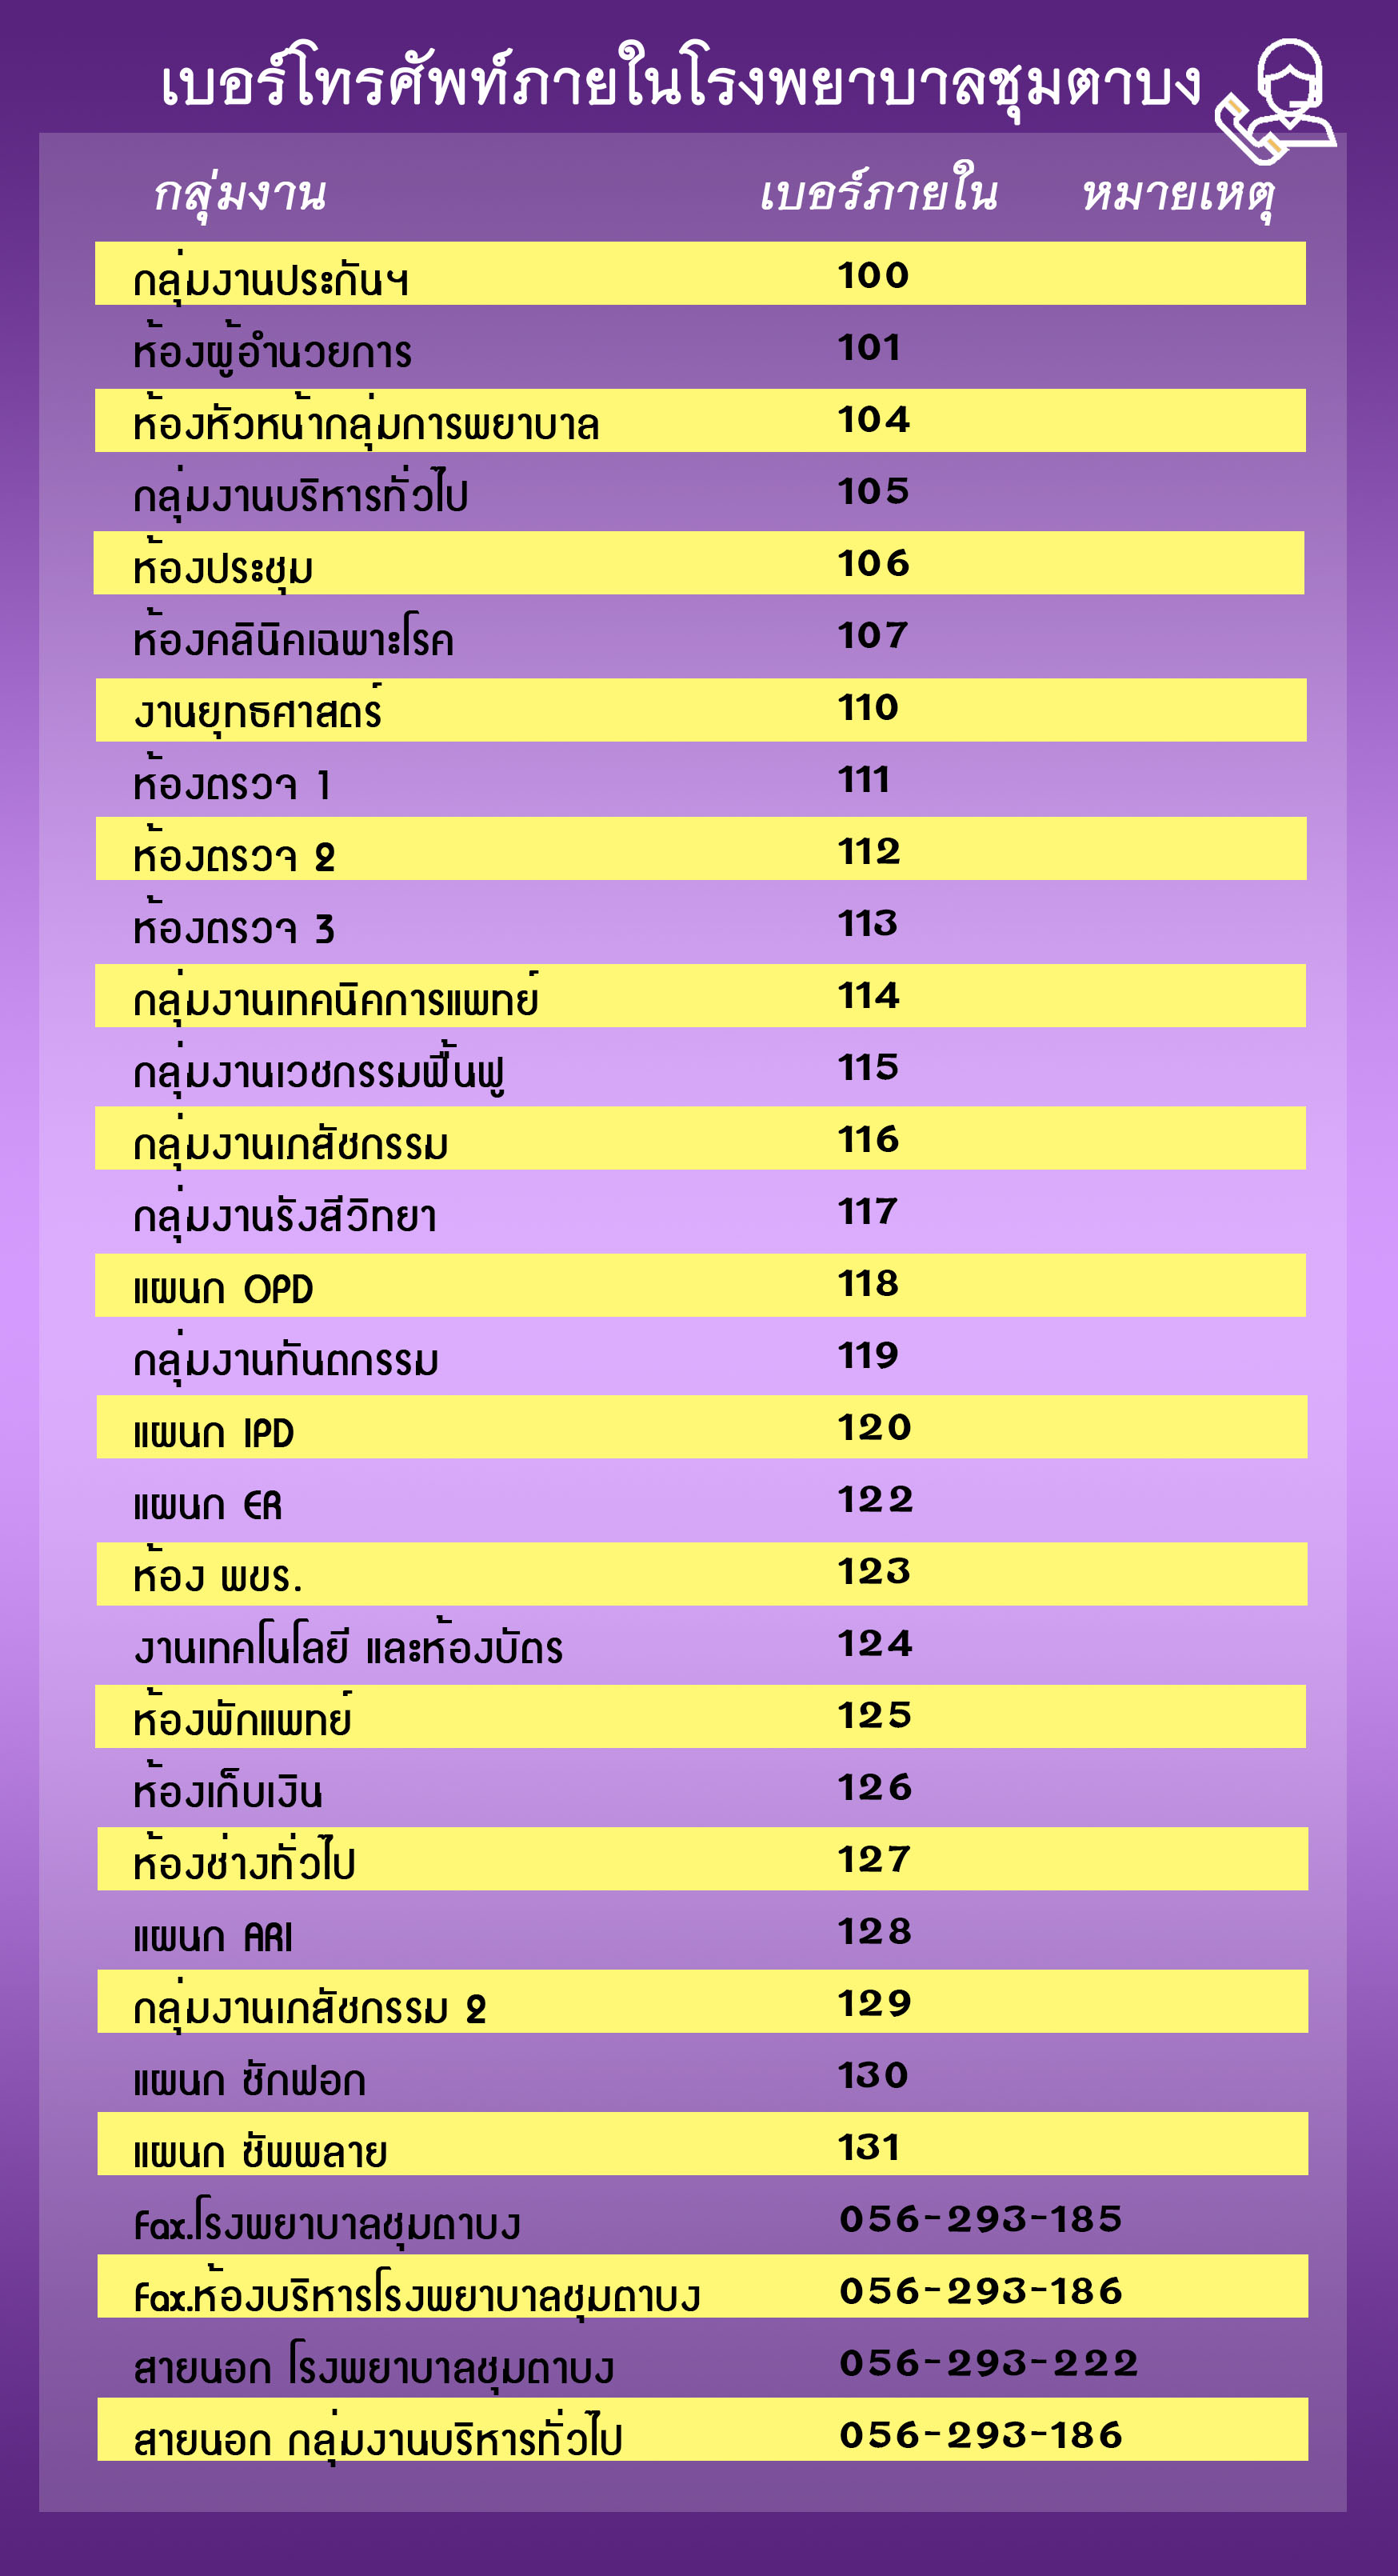 เบอร์โทรศัพท์ภายในโรงพยาบาลชุมตาบง
กลุ่มงาน เบอร์ภายใน หมายเหตุ
กลุ่มงานประกันฯ 100
ห้องผู้อำนวยการ 101
ห้องหัวหน้ากลุ่มการพยาบาล 104
กลุ่มงานบริหารทั่วไป 105
ห้องประชุม 106
ห้องคลินิคเฉพาะโรค 107
งานยุทธศาสตร์ 110
ห้องตรวจ 1 111
ห้องตรวจ 2 112
ห้องตรวจ 3 113
กลุ่มงานเทคนิคการแพทย์ 114
กลุ่มงานเวชกรรมฟื้นฟู 115
กลุ่มงานเภสัชกรรม 116
กลุ่มงานรังสีวิทยา 117
แผนก OPD 118
กลุ่มงานทันตกรรม 119
แผนก IPD 120
แผนก ER 122
ห้อง พขร. 123
งานเทคโนโลยี และห้องบัตร 124
ห้องพักแพทย์ 125
ห้องเก็บเงิน 126
ห้องช่างทั่วไป 127
แผนก ARI 128
กลุ่มงานเภสัชกรรม 2 129
แผนก ซักฟอก 130
แผนก ซัพพลาย 131
Fax.โรงพยาบาลชุมตาบง 056-293-185
Fax.ห้องบริหารโรงพยาบาลชุมตาบง 056-293-186
สายนอก โรงพยาบาลชุมตาบง 056-293-222
สายนอก กลุ่มงานบริหารทั่วไป 056-293-186